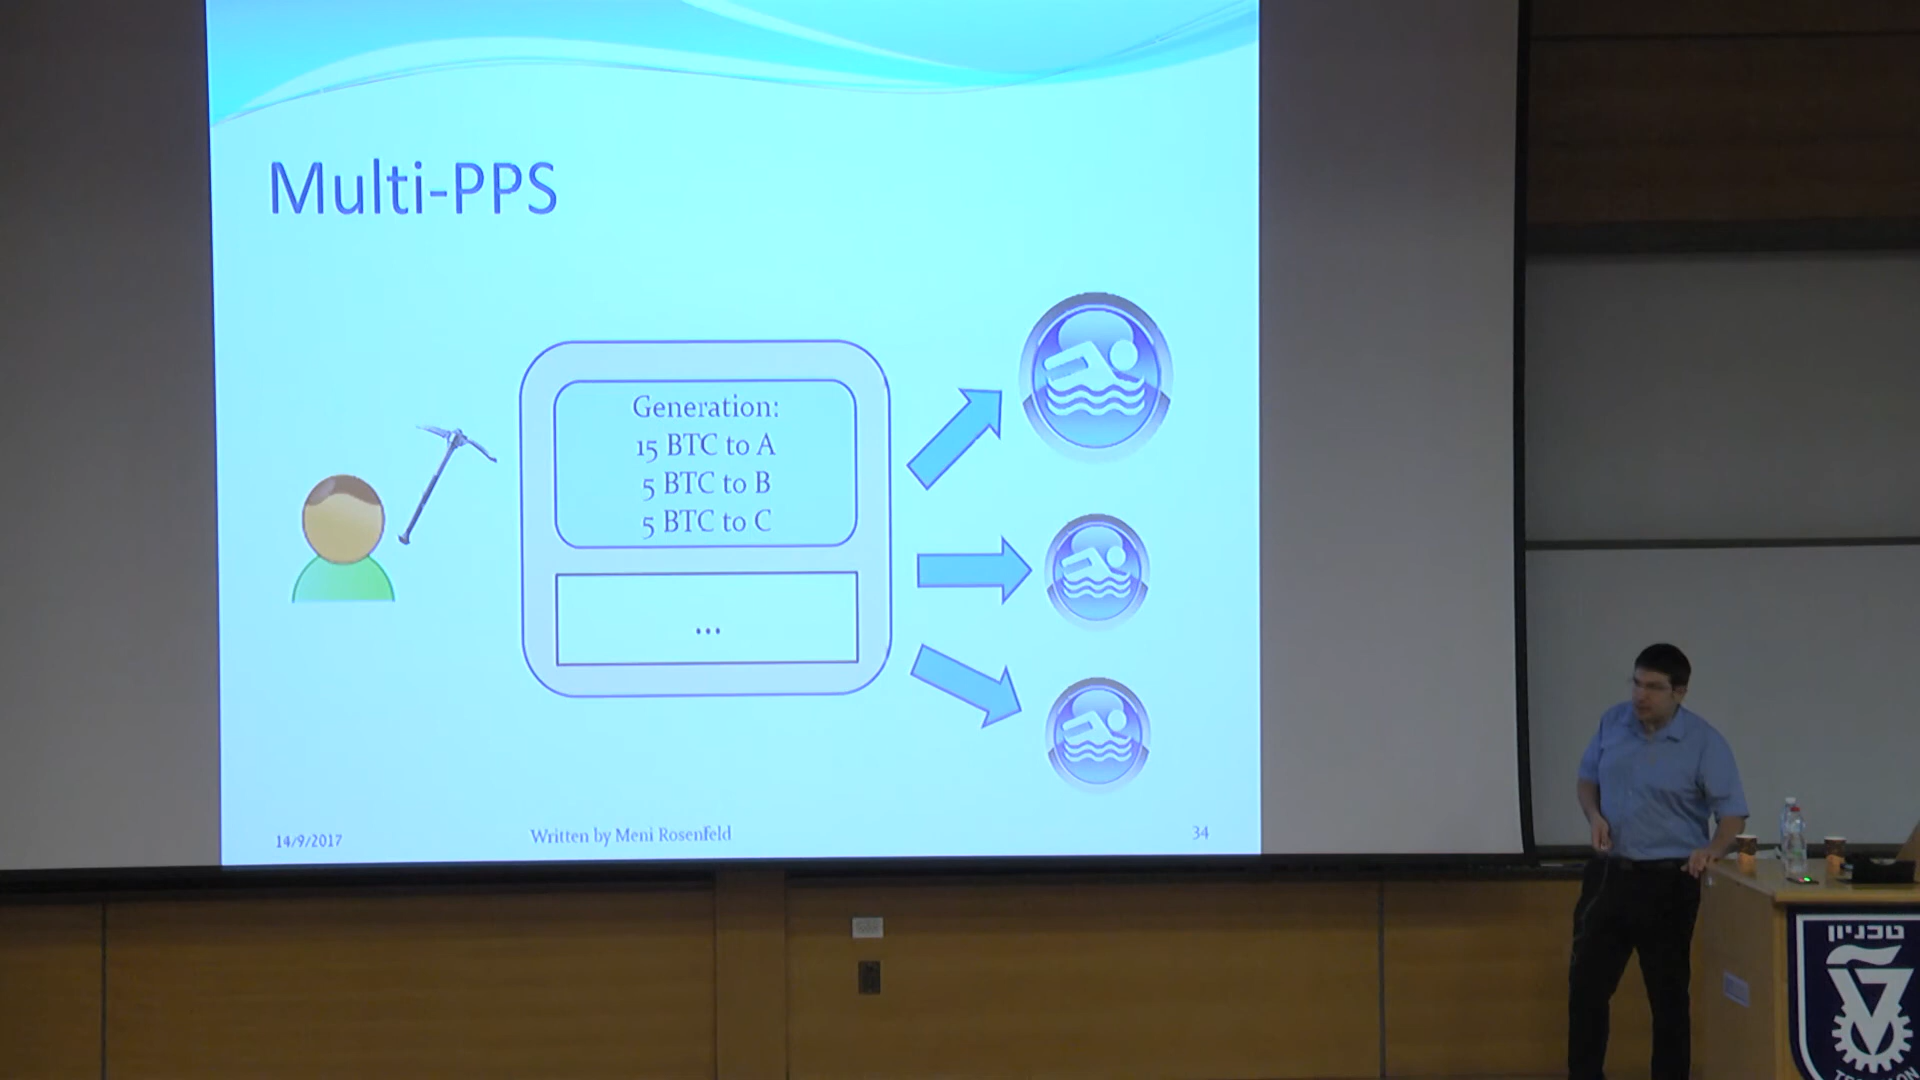 Multi-PPS
Generation:
15 BTC to A
5 BTC to B
5 BTC to C
...
14/9/2017
Written by Meni Rosenfeld
34
טכניון